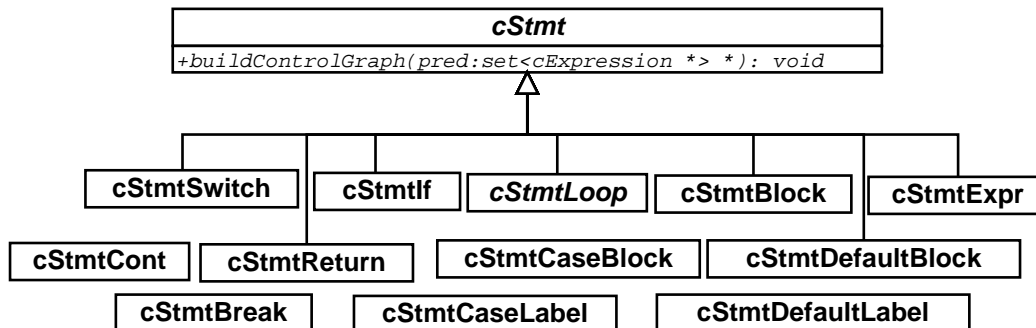 cStmt
+buildControlGraph(pred:set<cExpression *> *): void
cStmtSwitch
cStmtIf
cStmtLoop
cStmtBlock
cStmtExpr
cStmtCont
cStmtReturn
cStmtCaseBlock
cStmtDefaultBlock
cStmtBreak
cStmtCaseLabel
cStmtDefaultLabel